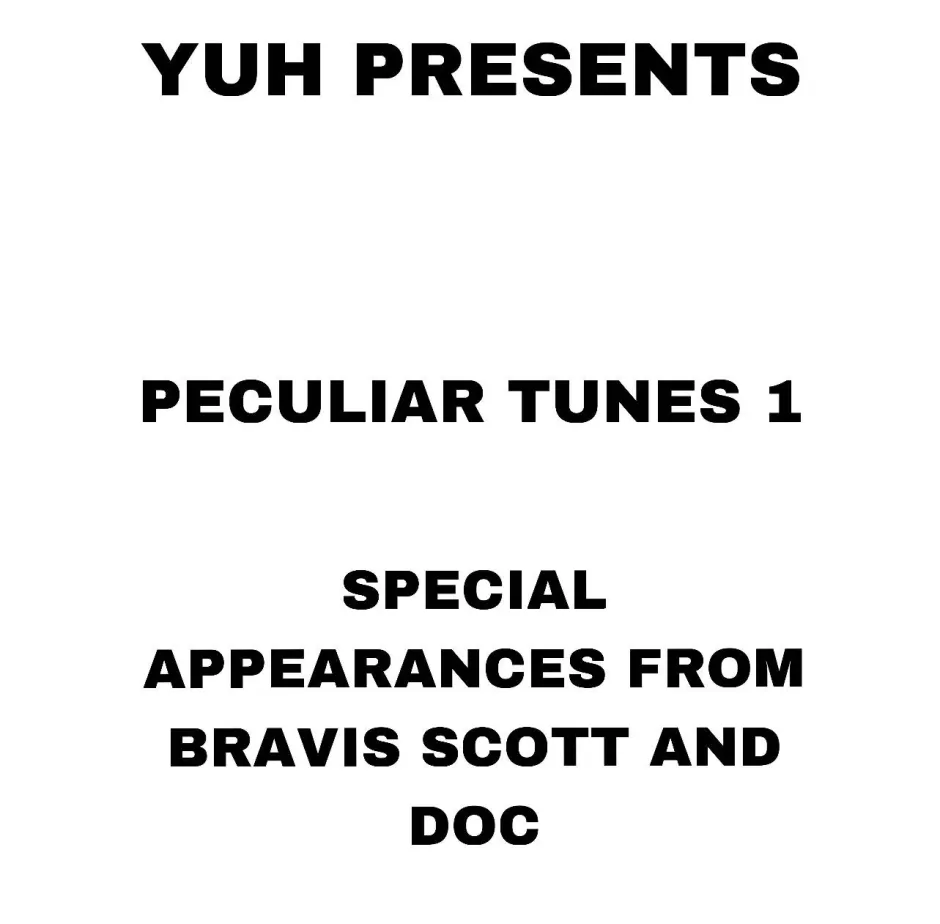 YUH PRESENTS
PECULIAR TUNES 1
SPECIAL
APPEARANCES FROM
BRAVIS SCOTT AND
DOC